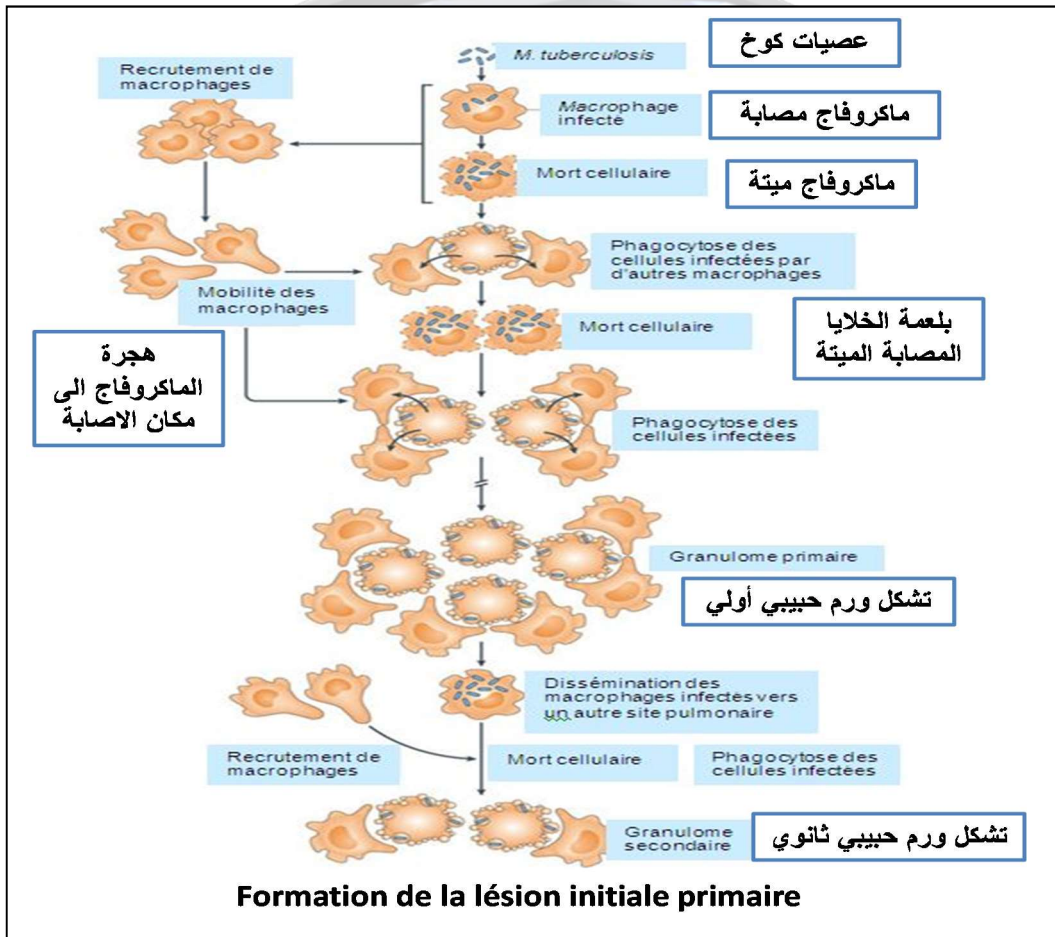 عصيات كوخ
M. tuberculosis
Recrutement de
macrophages
Macrophage
infecté
ماكروفاج مصابة
Mort cellulaire
ماكروفاج ميتة
Phagocytose des
cellules infectées par
d'autres macrophages
Mobilité des
macrophages
Mort cellulaire
بلعمة الخلايا
المصابة الميتة
هجرة
الماكروفاج الى
مكان الاصابة
Phagocytose des
cellules infectées
Granulome primaire
تشكل ورم حبيبي أولي
Dissémination des
macrophages infectés vers
un autre site pulmonaire
Recrutement de
macrophages
Mort cellulaire
Phagocytose des
cellules infectées
Granulome
secondaire
تشكل ورم حبيبي ثانوي
Formation de la lésion initiale primaire